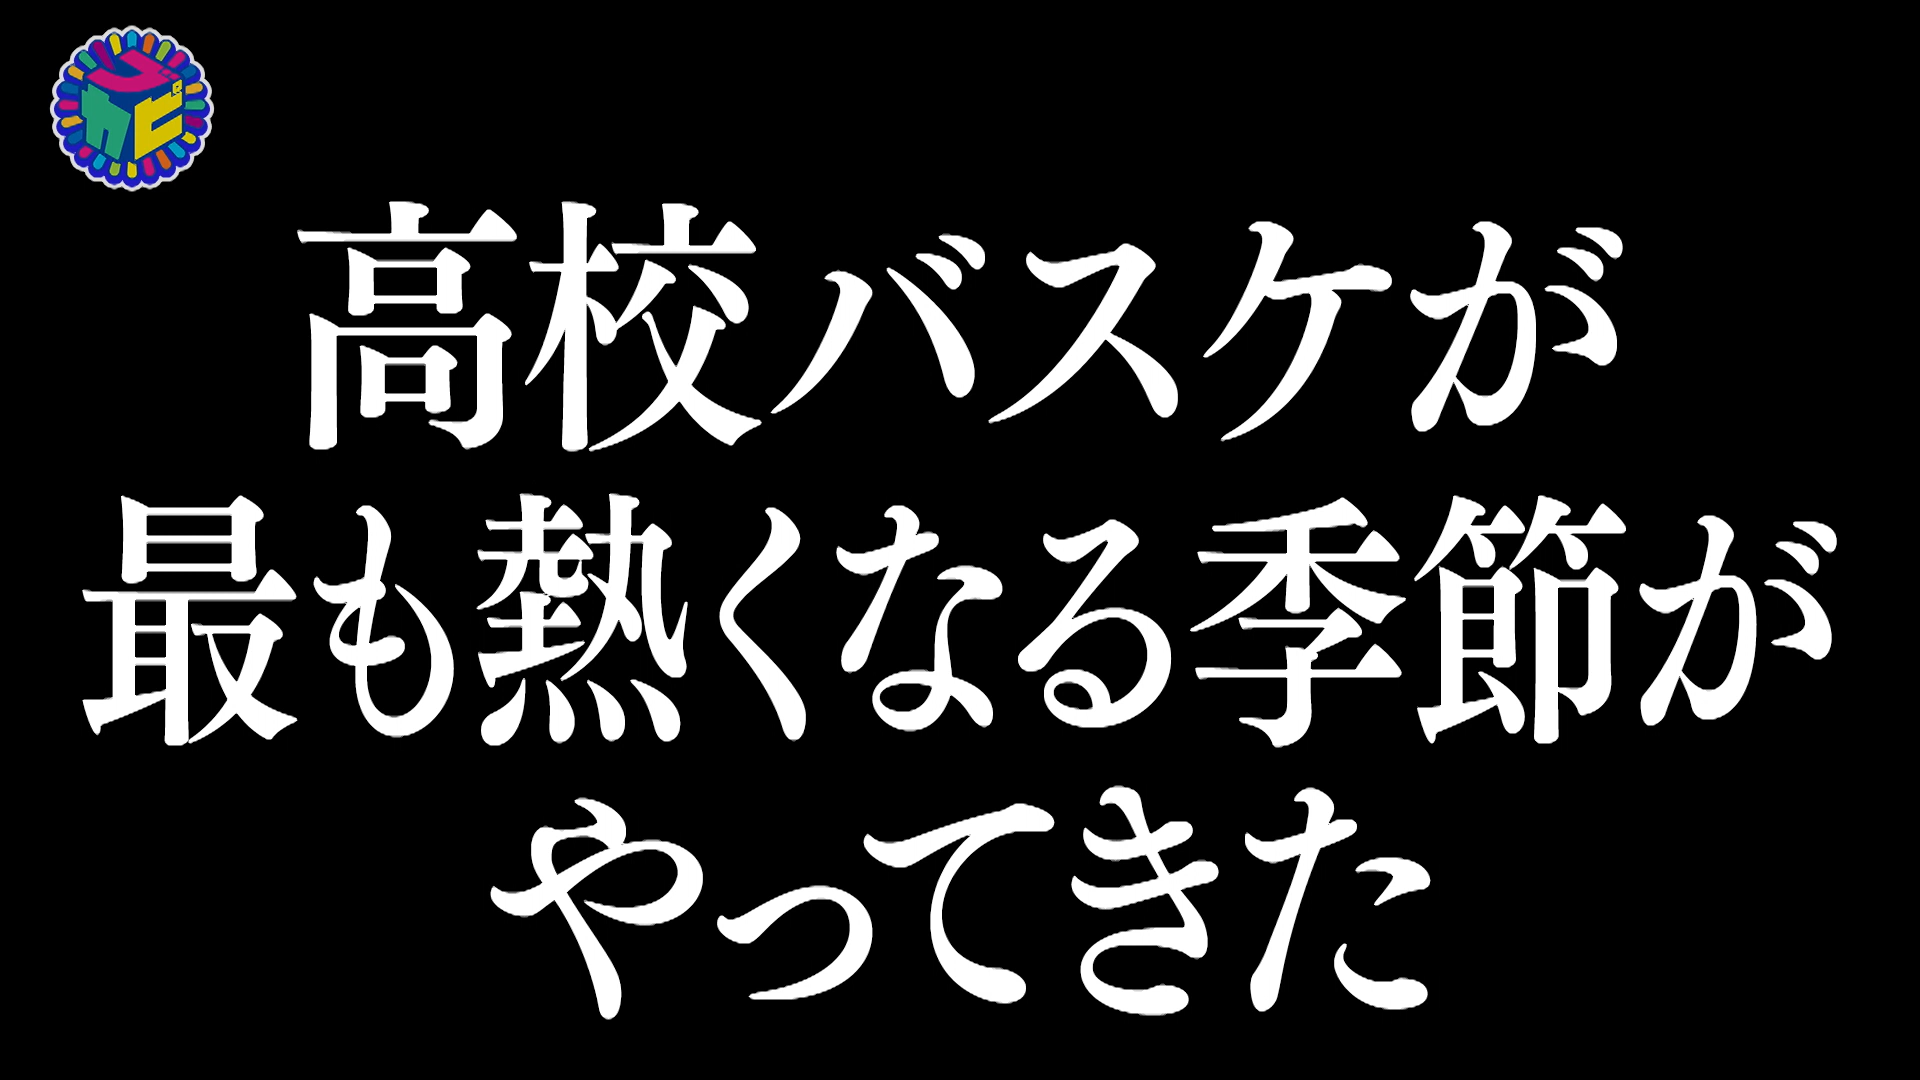 高校バスケが
最も熱くなる季節が
やってきた